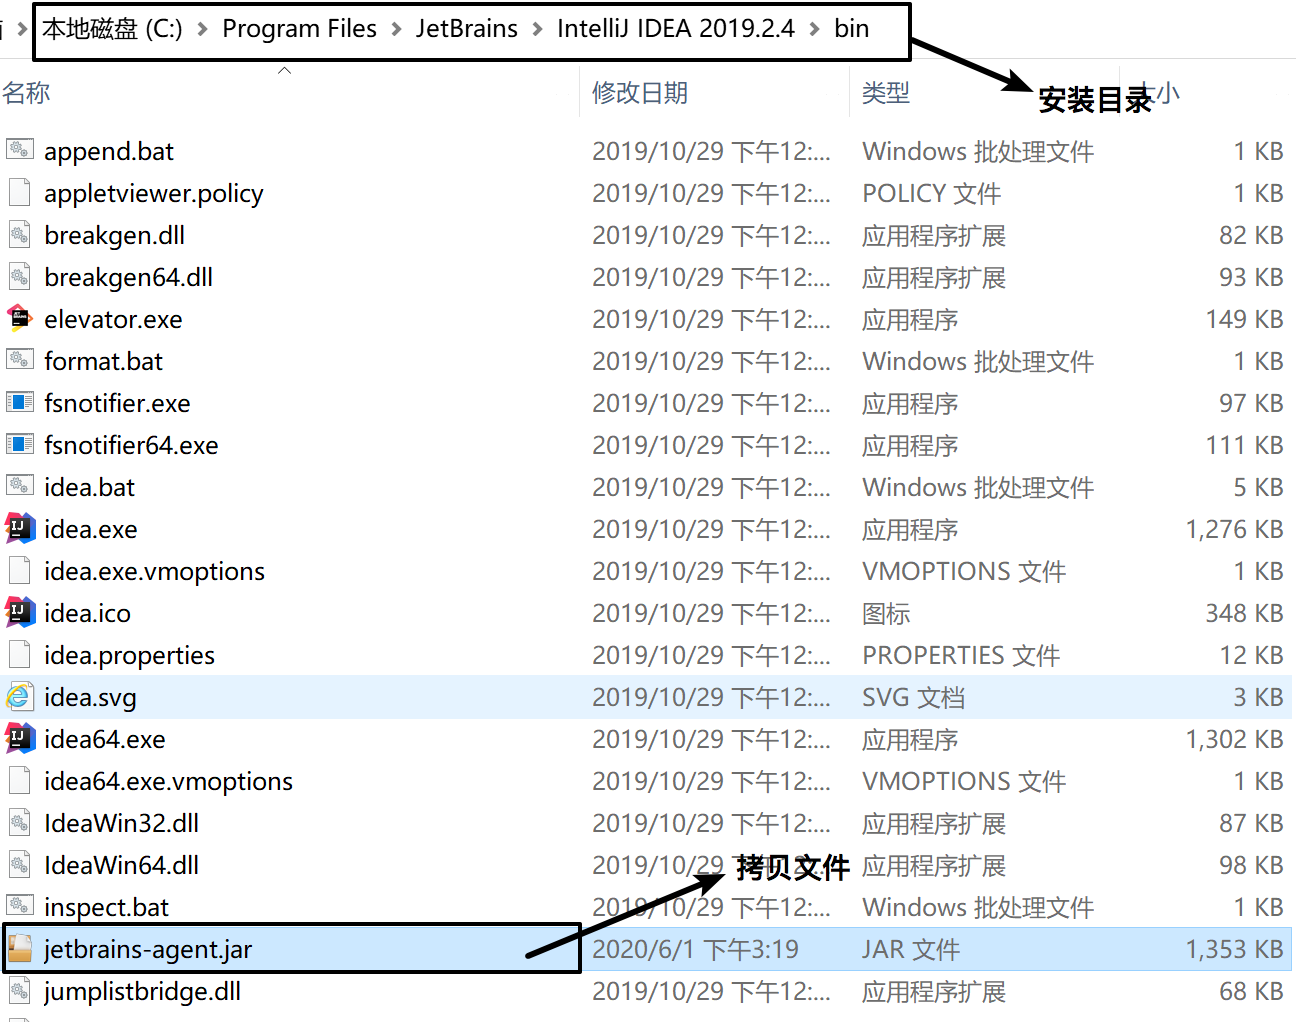 本地磁盘 (C:) > Program Files > JetBrains > IntelliJ IDEA 2019.2.4 > bin
名称 修改日期 类型 大小
安装目录
append.bat 2019/10/29 下午12:... Windows 批处理文件 1 KB
appletviewer.policy 2019/10/29 下午12:... POLICY 文件 1 KB
breakgen.dll 2019/10/29 下午12:... 应用程序扩展 82 KB
breakgen64.dll 2019/10/29 下午12:... 应用程序扩展 93 KB
elevator.exe 2019/10/29 下午12:... 应用程序 149 KB
format.bat 2019/10/29 下午12:... Windows 批处理文件 1 KB
fsnotifier.exe 2019/10/29 下午12:... 应用程序 97 KB
fsnotifier64.exe 2019/10/29 下午12:... 应用程序 111 KB
idea.bat 2019/10/29 下午12:... Windows 批处理文件 5 KB
idea.exe 2019/10/29 下午12:... 应用程序 1,276 KB
idea.exe.vmoptions 2019/10/29 下午12:... VMOPTIONS 文件 1 KB
idea.ico 2019/10/29 下午12:... 图标 348 KB
idea.properties 2019/10/29 下午12:... PROPERTIES 文件 12 KB
idea.svg 2019/10/29 下午12:... SVG 文档 3 KB
idea64.exe 2019/10/29 下午12:... 应用程序 1,302 KB
idea64.exe.vmoptions 2019/10/29 下午12:... VMOPTIONS 文件 1 KB
IdeaWin32.dll 2019/10/29 下午12:... 应用程序扩展 87 KB
IdeaWin64.dll 2019/10/29 下午12:... 应用程序扩展 98 KB
拷贝文件
inspect.bat 2019/10/29 下午12:... Windows 批处理文件 1 KB
jetbrains-agent.jar 2020/6/1 下午3:19 JAR 文件 1,353 KB
jumplistbridge.dll 2019/10/29 下午12:... 应用程序扩展 68 KB